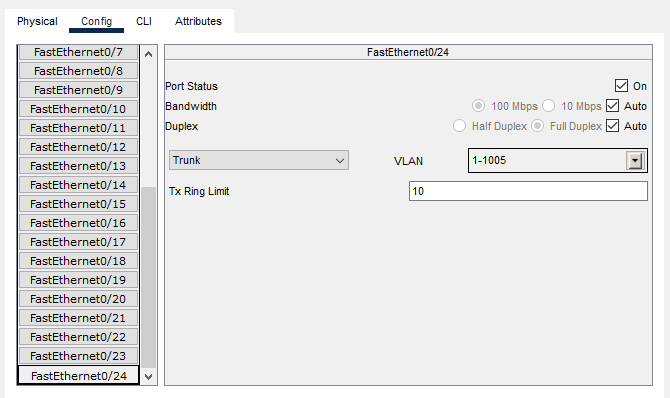 Physical Config CLI Attributes
FastEthernet0/7
FastEthernet0/8
FastEthernet0/9
FastEthernet0/10
FastEthernet0/11
FastEthernet0/12
FastEthernet0/13
FastEthernet0/14
FastEthernet0/15
FastEthernet0/16
FastEthernet0/17
FastEthernet0/18
FastEthernet0/19
FastEthernet0/20
FastEthernet0/21
FastEthernet0/22
FastEthernet0/23
FastEthernet0/24
FastEthernet0/24
Port Status On
Bandwidth 100 Mbps 10 Mbps Auto
Duplex Half Duplex Full Duplex Auto
Trunk VLAN 1-1005
Tx Ring Limit 10